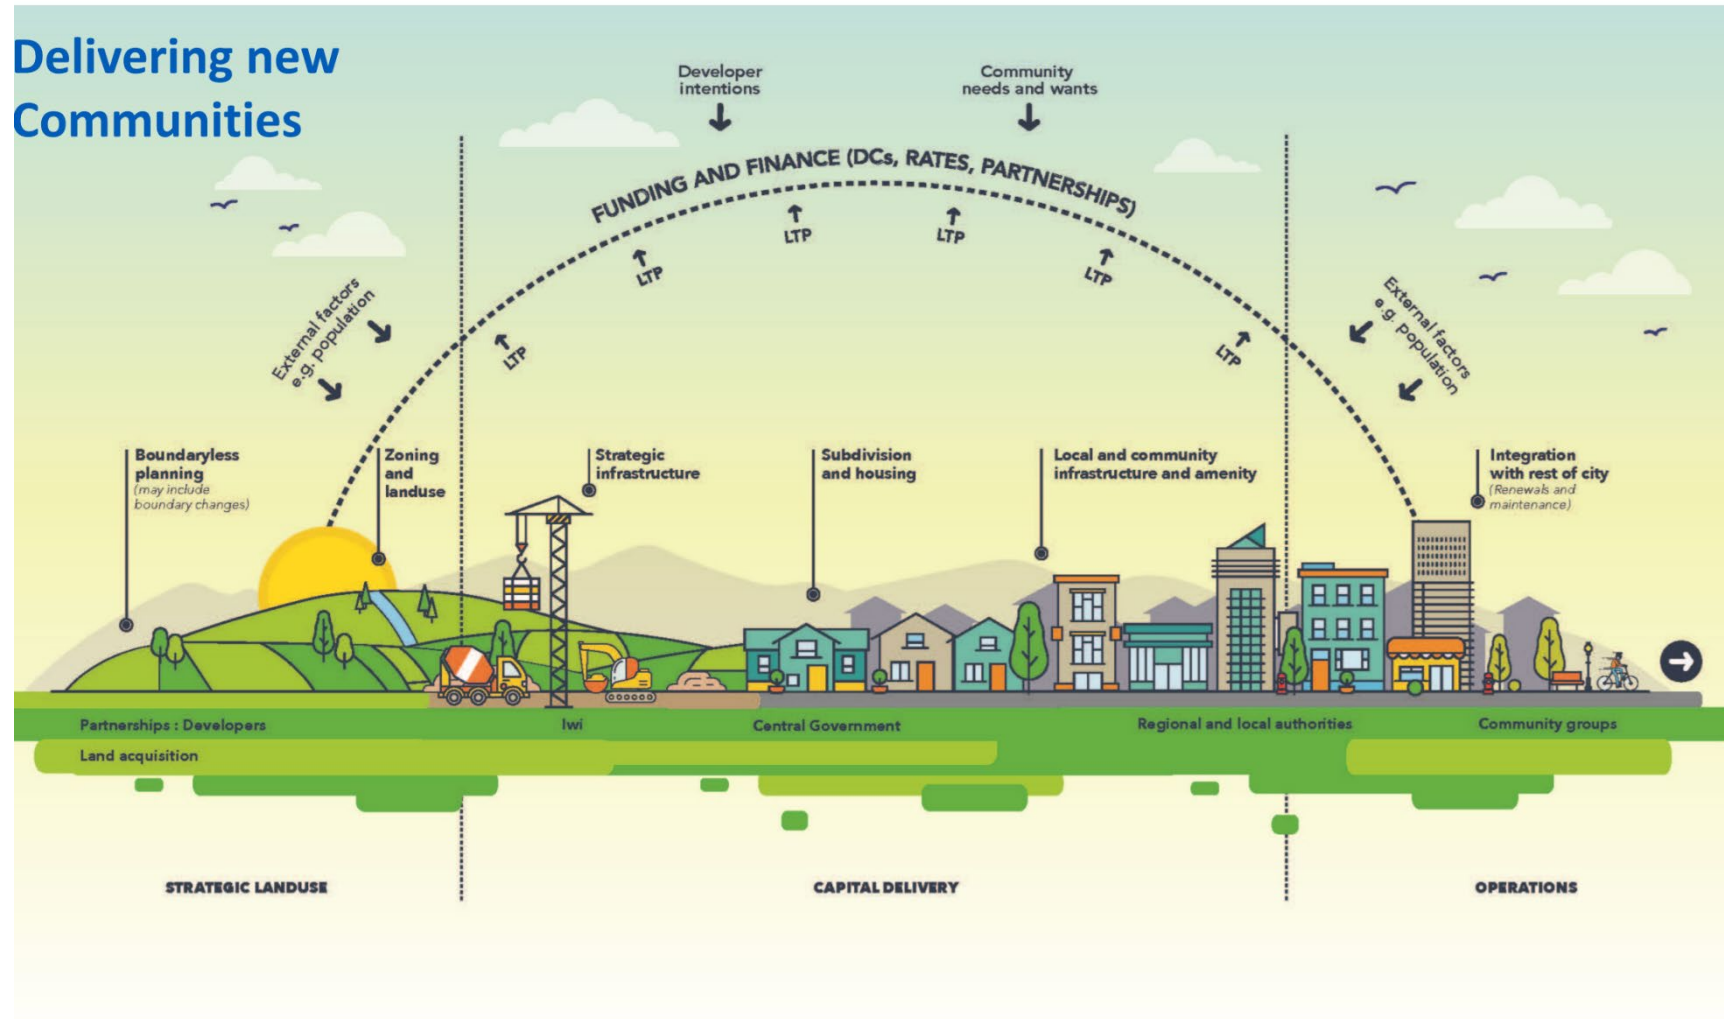 Delivering new
Communities
Developer
intentions
Community
needs and wants
FUNDING AND FINANCE (DCs, RATES, PARTNERSHIPS)
LTP
LTP
LTP
LTP
LTP
LTP
External factors
e.g. population
External factors
e.g. population
Boundaryless
planning
(may include
boundary changes)
Zoning
and
landuse
Strategic
infrastructure
Subdivision
and housing
Local and community
infrastructure and amenity
Integration
with rest of city
(Renewals and
maintenance)
Partnerships : Developers
Iwi
Central Government
Regional and local authorities
Community groups
Land acquisition
STRATEGIC LANDUSE
CAPITAL DELIVERY
OPERATIONS